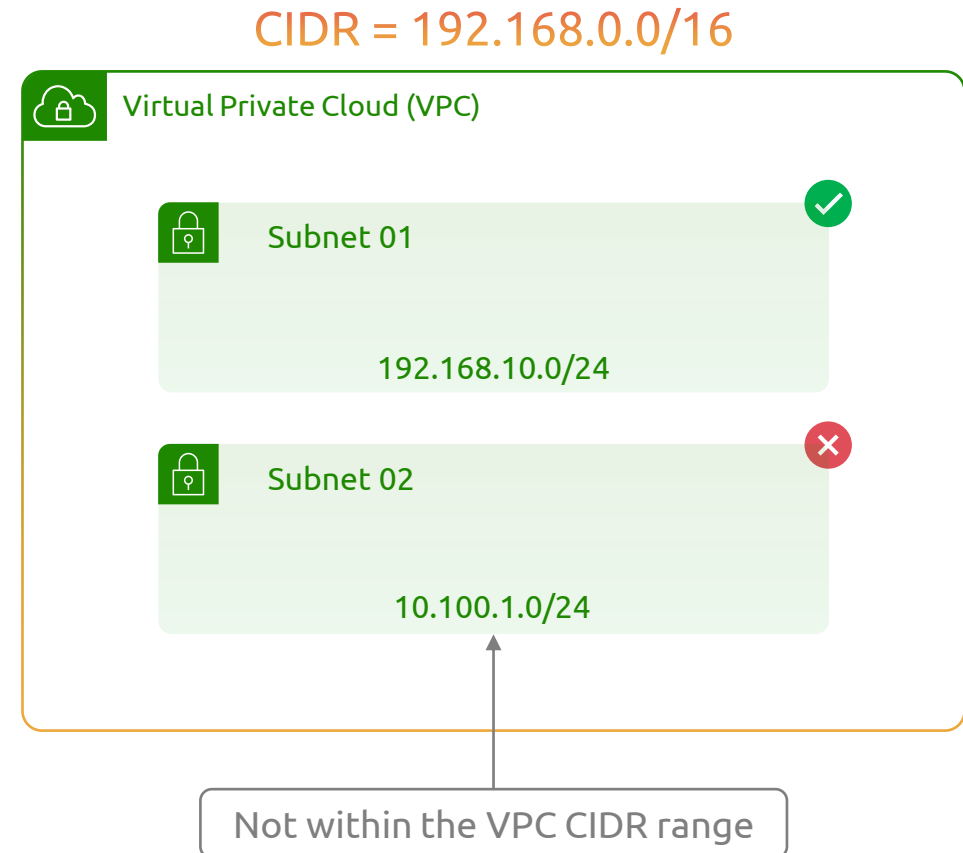 CIDR = 192.168.0.0/16
Virtual Private Cloud (VPC)
Subnet 01
192.168.10.0/24
Subnet 02
10.100.1.0/24
Not within the VPC CIDR range